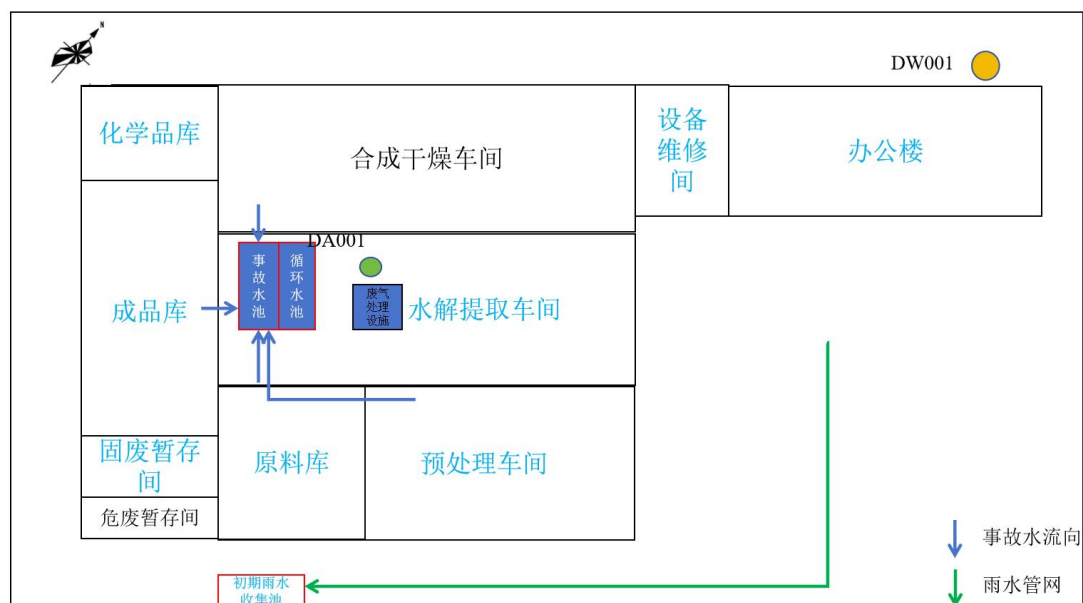 N
DW001
化学品库
合成干燥车间
设备
维修
间
办公楼
DA001
事故水池
循环水池
废气
处理
设施
水解提取车间
成品库
固废暂存
间
原料库
预处理车间
危废暂存间
事故水流向
初期雨水
收集池
雨水管网